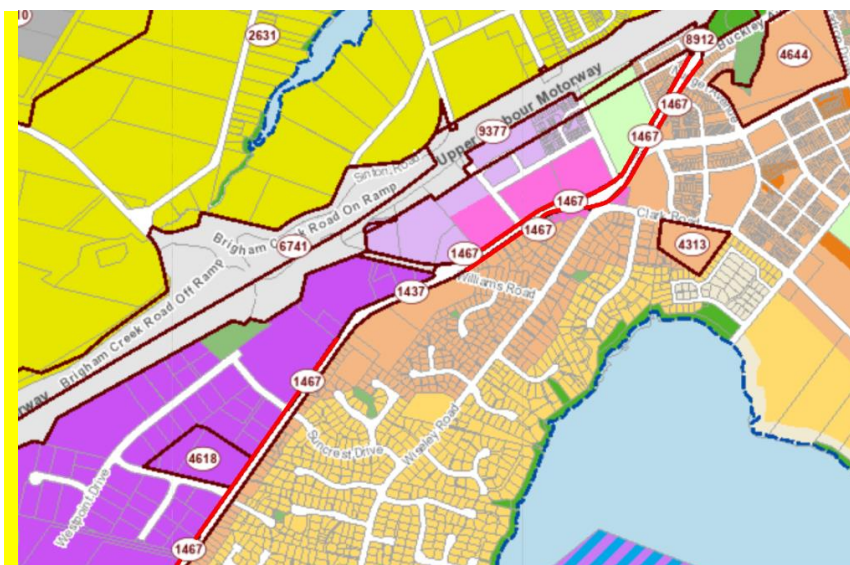 2631
8912
4644
1467
1467
9377
Upper Harbour Motorway
Sinton Road
Brigham Creek Road On Ramp
6741
1467
1467
Clark Road
4313
1467
Williams Road
1437
Brigham Creek Road Off Ramp
1467
4618
Suncrest Drive
Wiseley Road
Westpoint Drive
1467